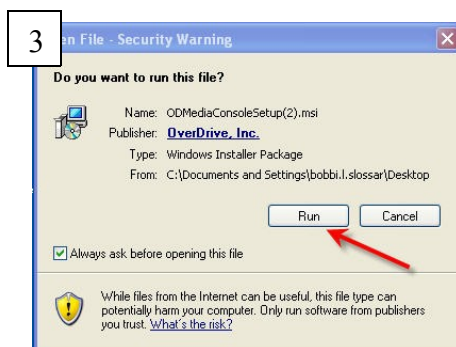 3
en File - Security Warning
Do you want to run this file?
Name: ODMediaConsoleSetup(2).msi
Publisher: OverDrive, Inc.
Type: Windows Installer Package
From: C:\Documents and Settings\bobbi.l.slossar\Desktop
Run Cancel
Always ask before opening this file
While files from the Internet can be useful, this file type can
potentially harm your computer. Only run software from publishers
you trust. What's the risk?